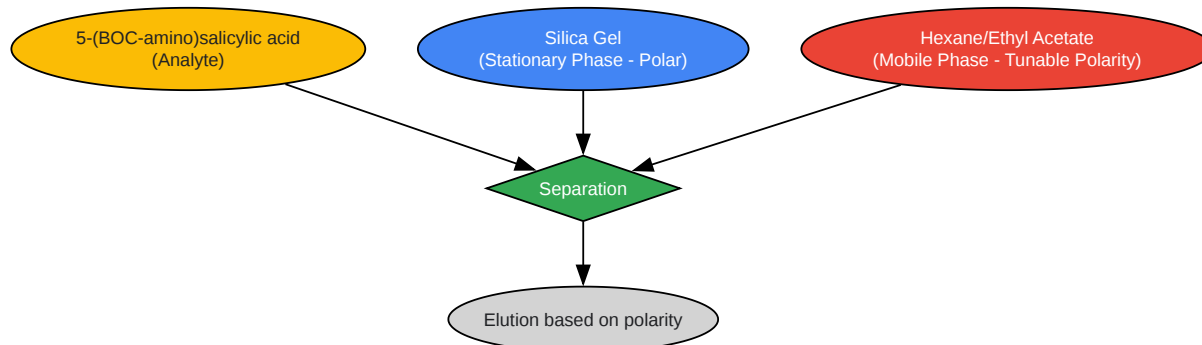 5-(BOC-amino)salicylic acid
(Analyte)
Silica Gel
(Stationary Phase - Polar)
Hexane/Ethyl Acetate
(Mobile Phase - Tunable Polarity)
Separation
Elution based on polarity